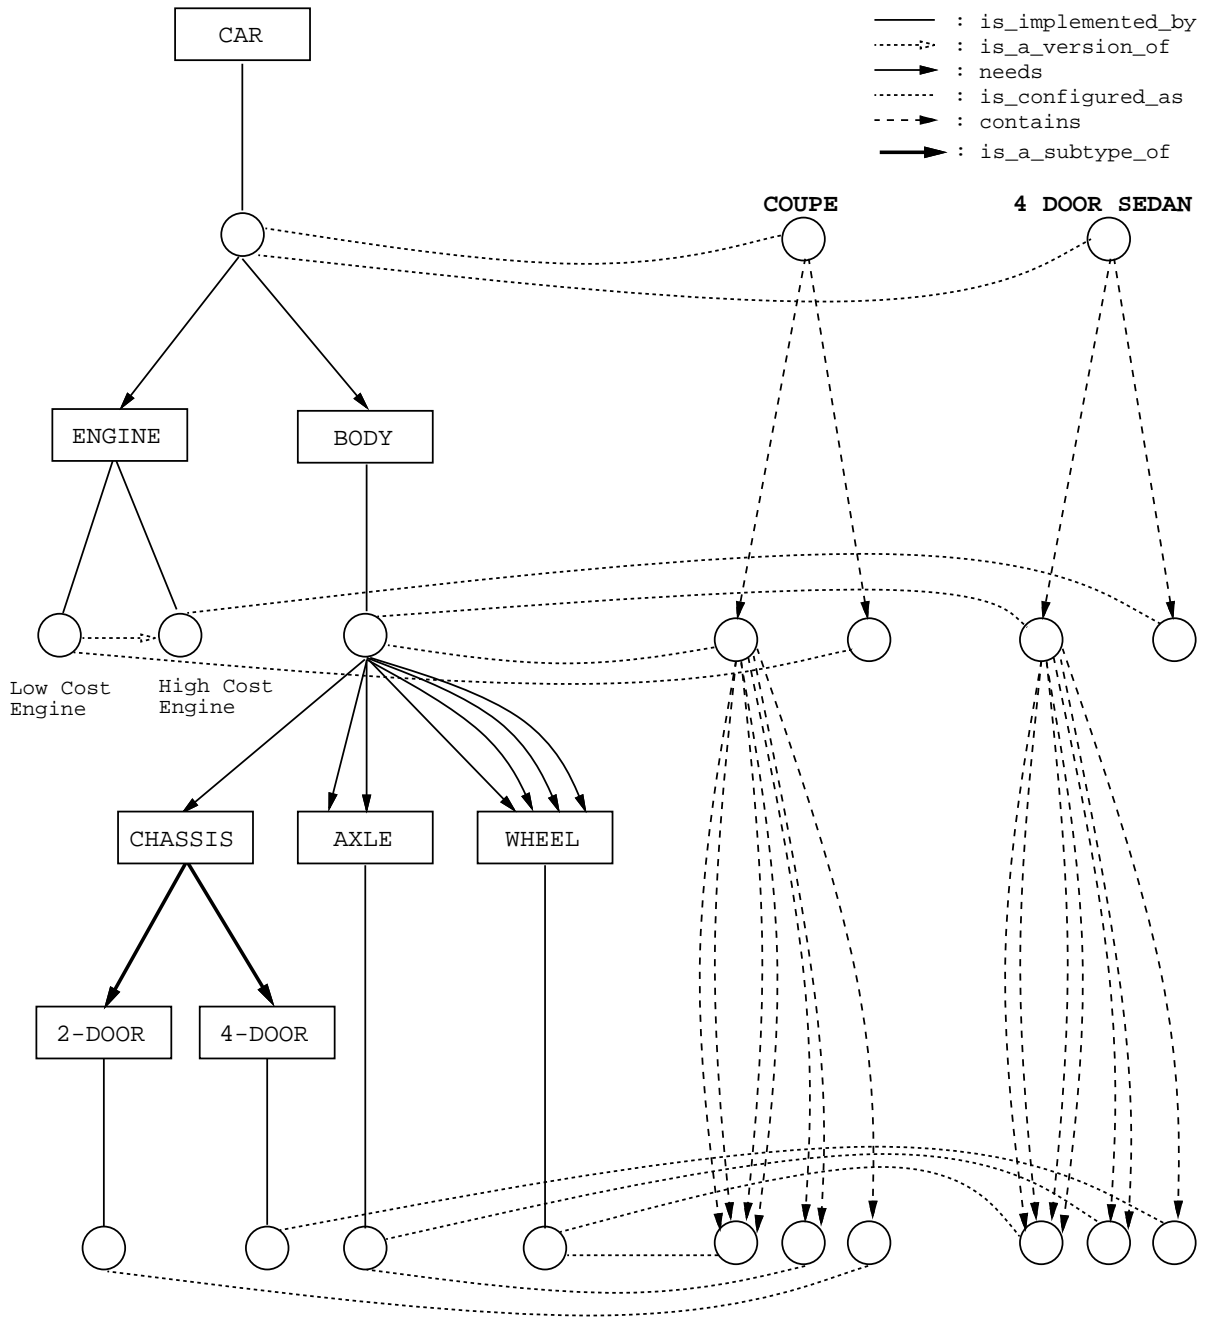 CAR
: is_implemented_by
: is_a_version_of
: needs
: is_configured_as
: contains
: is_a_subtype_of
COUPE
4 DOOR SEDAN
ENGINE
BODY
Low Cost
Engine
High Cost
Engine
CHASSIS
AXLE
WHEEL
2-DOOR
4-DOOR